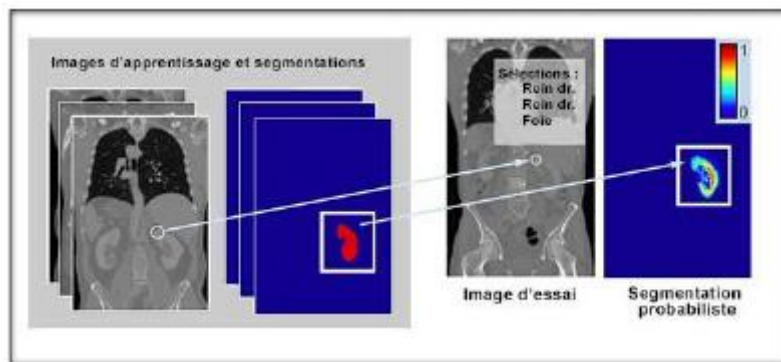 Images d'apprentissage et segmentations
Sélections :
Rein dr.
Rein dr.
Foie
1
0
Image d'essai
Segmentation
probabiliste